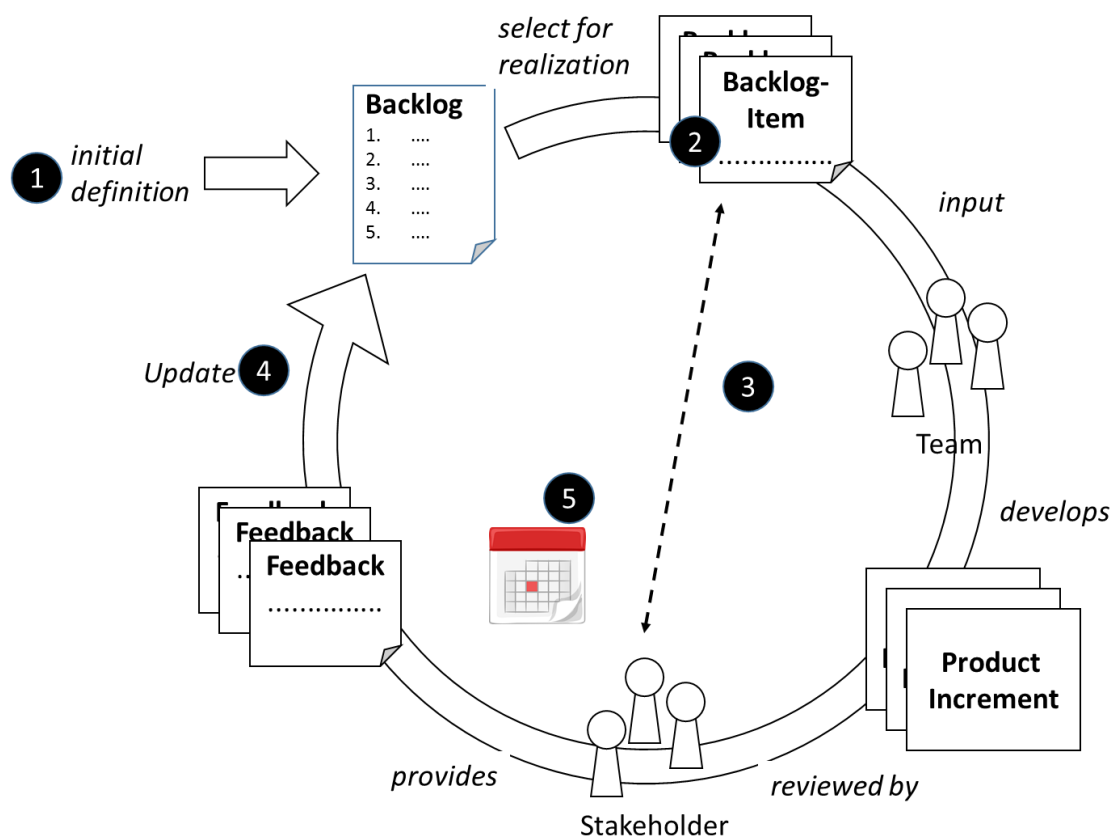 select for
realization
Backlog-
Item
...............
2
Backlog
1. ....
2. ....
3. ....
4. ....
5. ....
1
initial
definition
input
Team
3
Update
4
develops
5
Feedback
Feedback
...............
Product
Increment
provides
reviewed by
Stakeholder